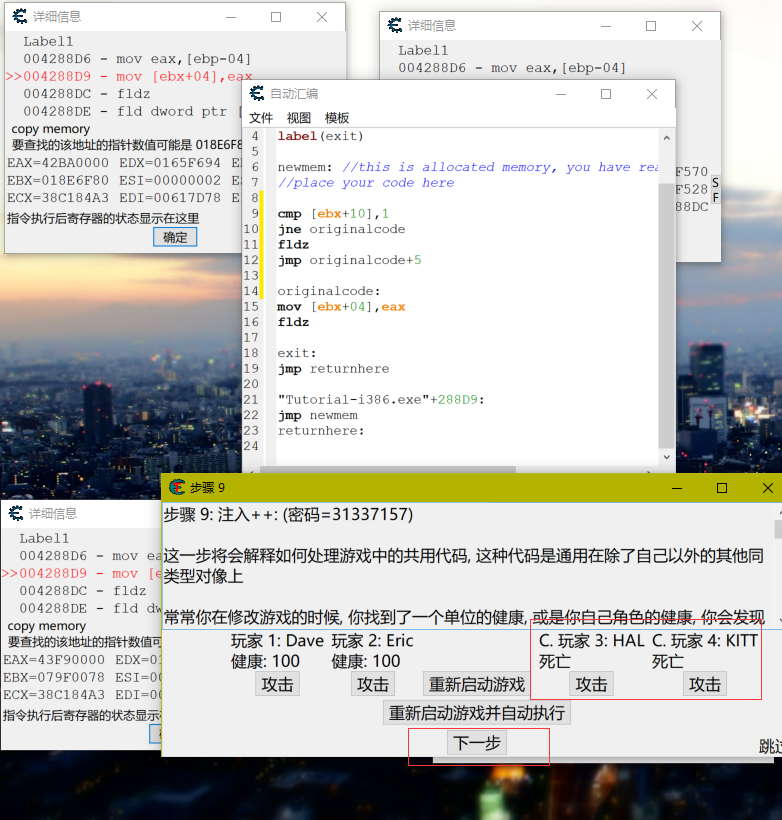 详细信息
Label1
004288D6 - mov eax,[ebp-04]
>>004288D9 - mov [ebx+04],eax
004288DC - fldz
004288DE - fld dword ptr [
copy memory
要查找的该地址的指针数值可能是 018E6F8
EAX=42BA0000 EDX=0165F694
EBX=018E6F80 ESI=00000002
ECX=38C184A3 EDI=00617D78
指令执行后寄存器的状态显示在这里
确定
详细信息
Label1
004288D6 - mov eax,[ebp-04]
F570
F528
88DC
S
F
自动汇编
文件 视图 模板
4 label(exit)
5
6 newmem: //this is allocated memory, you have rea
7 //place your code here
8
9 cmp [ebx+10],1
10 jne originalcode
11 fldz
12 jmp originalcode+5
13
14 originalcode:
15 mov [ebx+04],eax
16 fldz
17
18 exit:
19 jmp returnhere
20
21 "Tutorial-i386.exe"+288D9:
22 jmp newmem
23 returnhere:
24
详细信息
Label1
004288D6 - mov ea
>>004288D9 - mov [e
004288DC - fldz
004288DE - fld dw
copy memory
要查找的该地址的指针数值可
EAX=43F90000 EDX=01
EBX=079F0078 ESI=00
ECX=38C184A3 EDI=00
指令执行后寄存器的状态显示
步骤 9
步骤 9: 注入++: (密码=31337157)
这一步将会解释如何处理游戏中的共用代码, 这种代码是通用在除了自己以外的其他同
类型对像上
常常你在修改游戏的时候, 你找到了一个单位的健康, 或是你自己角色的健康, 你会发现
玩家 1: Dave 玩家 2: Eric C. 玩家 3: HAL C. 玩家 4: KITT
健康: 100 健康: 100 死亡 死亡
攻击 攻击 重新启动游戏 攻击 攻击
重新启动游戏并自动执行
下一步
跳过